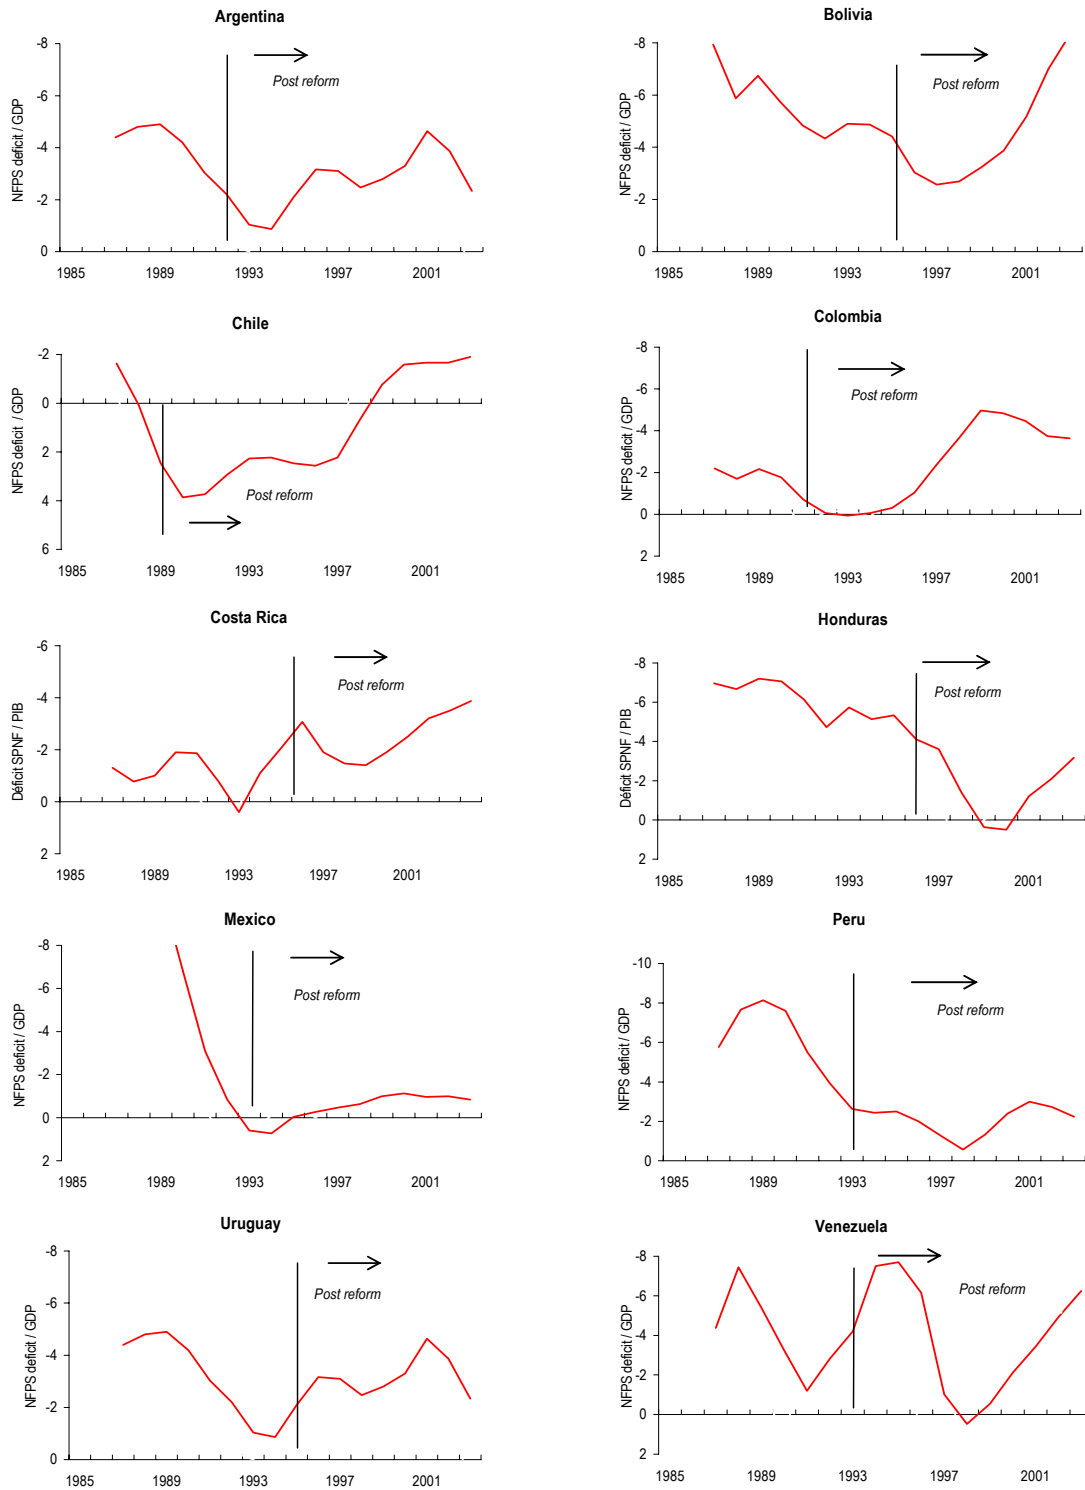 Argentina
-8
-6
-4
-2
0
NFPS deficit / GDP
Post reform
1985 1989 1993 1997 2001
Bolivia
-8
-6
-4
-2
0
NFPS deficit / GDP
Post reform
1985 1989 1993 1997 2001
Chile
-2
0
2
4
6
NFPS deficit / GDP
Post reform
1985 1989 1993 1997 2001
Colombia
-8
-6
-4
-2
0
2
NFPS deficit / GDP
Post reform
1985 1989 1993 1997 2001
Costa Rica
-6
-4
-2
0
2
Déficit SPNF / PIB
Post reform
1985 1989 1993 1997 2001
Honduras
-8
-6
-4
-2
0
2
Déficit SPNF / PIB
Post reform
1985 1989 1993 1997 2001
Mexico
-8
-6
-4
-2
0
2
NFPS deficit / GDP
Post reform
1985 1989 1993 1997 2001
Peru
-10
-8
-6
-4
-2
0
NFPS deficit / GDP
Post reform
1985 1989 1993 1997 2001
Uruguay
-8
-6
-4
-2
0
NFPS deficit / GDP
Post reform
1985 1989 1993 1997 2001
Venezuela
-8
-6
-4
-2
0
2
NFPS deficit / GDP
Post reform
1985 1989 1993 1997 2001